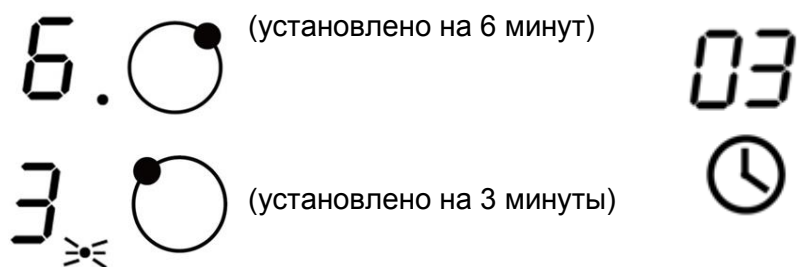 6. (установлено на 6 минут)
03
3 (установлено на 3 минуты)